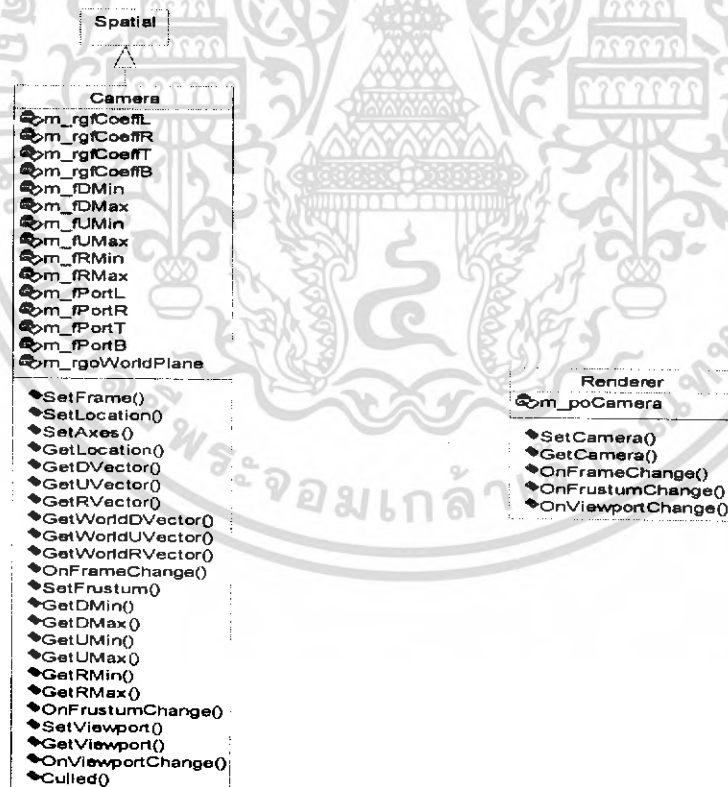 Spatial
Camera
m_rgfCoeffL
m_rgfCoeffR
m_rgfCoeffT
m_rgfCoeffB
m_fDMin
m_fDMax
m_fUMin
m_fUMax
m_fRMin
m_fRMax
m_fPortL
m_fPortR
m_fPortT
m_fPortB
m_rgoWorldPlane
SetFrame()
SetLocation()
SetAxes()
GetLocation()
GetDVector()
GetUVector()
GetRVector()
GetWorldDVector()
GetWorldUVector()
GetWorldRVector()
OnFrameChange()
SetFrustum()
GetDMin()
GetDMax()
GetUMin()
GetUMax()
GetRMin()
GetRMax()
OnFrustumChange()
SetViewport()
GetViewport()
OnViewportChange()
Culled()
Renderer
m_poCamera
SetCamera()
GetCamera()
OnFrameChange()
OnFrustumChange()
OnViewportChange()